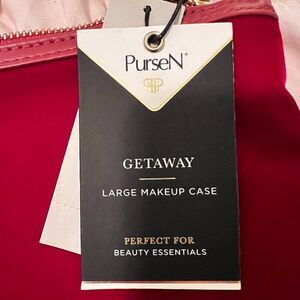 PurseN®
GETAWAY
LARGE MAKEUP CASE
PERFECT FOR
BEAUTY ESSENTIALS